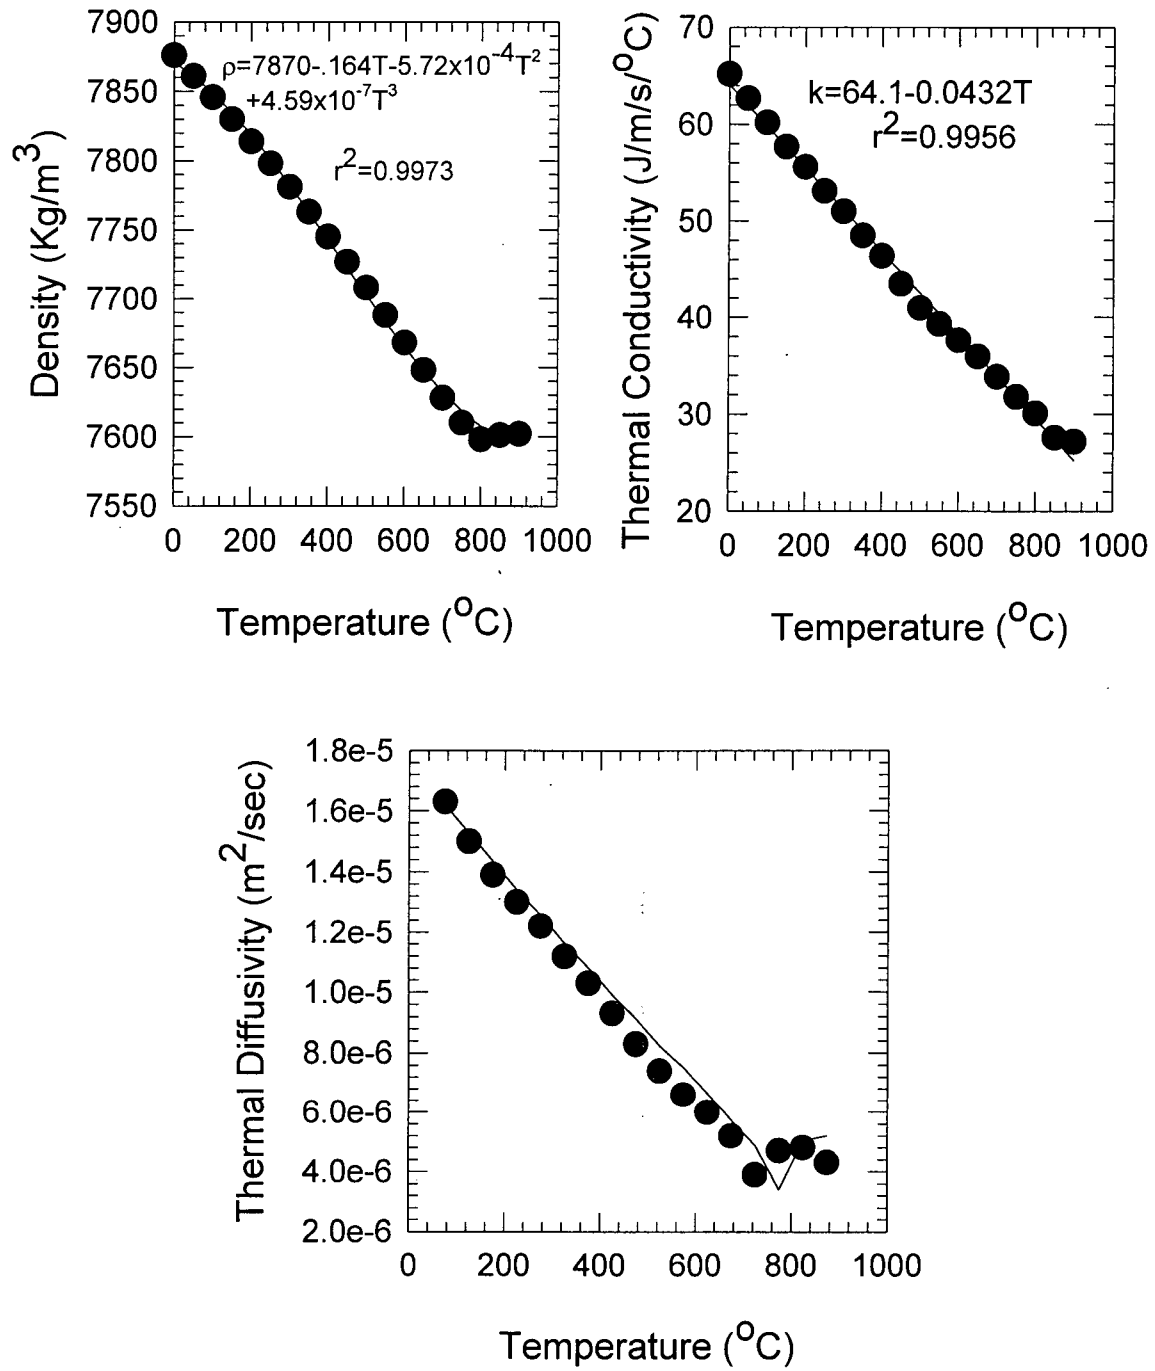 7900
7850
7800
7750
7700
7650
7600
7550
Density (Kg/m³)
ρ=7870-.164T-5.72x10⁻⁴T²
+4.59x10⁻⁷T³
r²=0.9973
0 200 400 600 800 1000
Temperature (°C)
70
60
50
40
30
20
Thermal Conductivity (J/m/s/°C)
k=64.1-0.0432T
r²=0.9956
0 200 400 600 800 1000
Temperature (°C)
1.8e-5
1.6e-5
1.4e-5
1.2e-5
1.0e-5
8.0e-6
6.0e-6
4.0e-6
2.0e-6
Thermal Diffusivity (m²/sec)
0 200 400 600 800 1000
Temperature (°C)